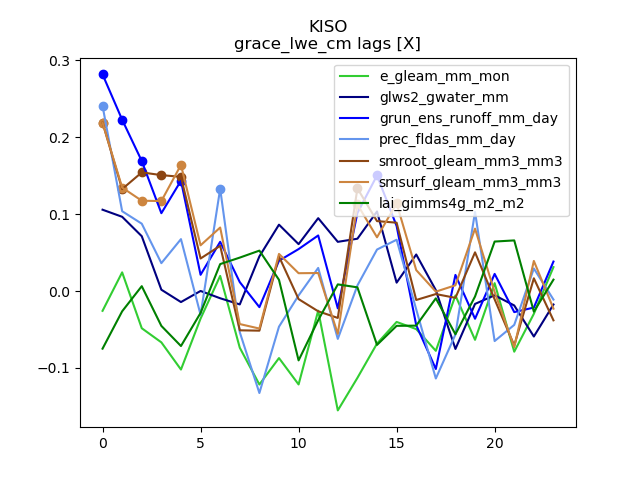 KISO
grace_lwe_cm lags [X]
0.3
0.2
0.1
0.0
−0.1
0
5
10
15
20
e_gleam_mm_mon
glws2_gwater_mm
grun_ens_runoff_mm_day
prec_fldas_mm_day
smroot_gleam_mm3_mm3
smsurf_gleam_mm3_mm3
lai_gimms4g_m2_m2